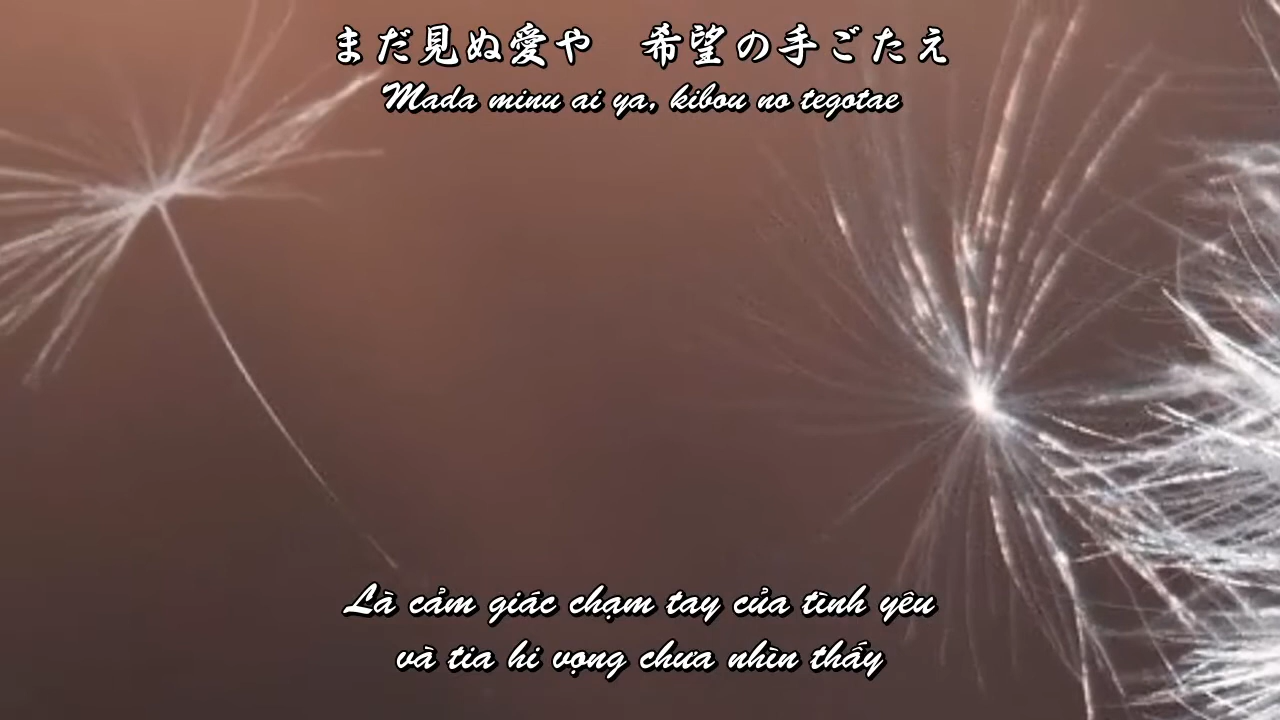 まだ見ぬ愛や　希望の手ごたえ
Mada minu ai ya, kibou no tegotae
Là cảm giác chạm tay của tình yêu
và tia hi vọng chưa nhìn thấy